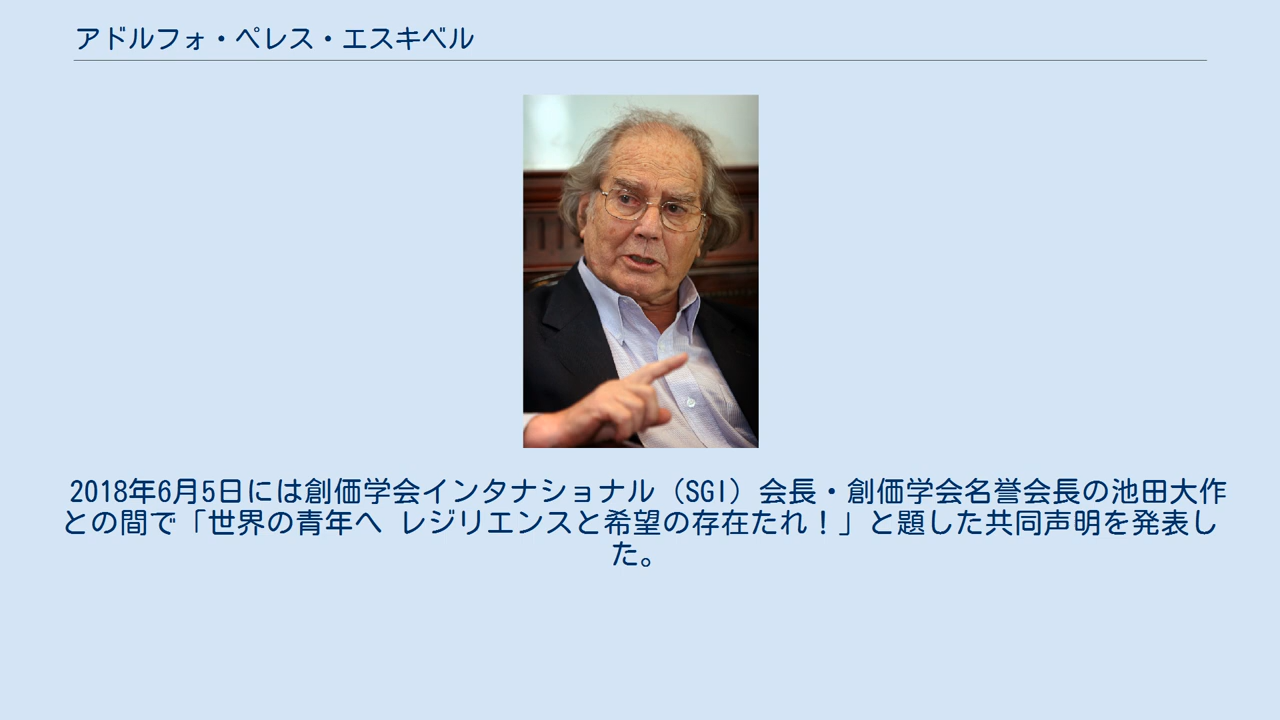 アドルフォ・ペレス・エスキベル
2018年6月5日には創価学会インタナショナル（SGI）会長・創価学会名誉会長の池田大作
との間で「世界の青年へ レジリエンスと希望の存在たれ！」と題した共同声明を発表し
た。